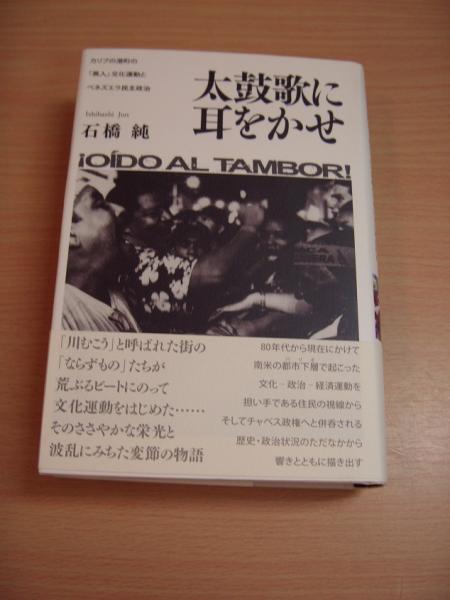 カリブの港町の
「黒人」文化運動と
ベネズエラ民主政治
Ishibashi Jun
石橋 純
太鼓歌に
耳をかせ
¡OÍDO AL TAMBOR!
「川むこう」と呼ばれた街の
「ならずもの」たちが
荒ぶるビートにのって
文化運動をはじめた……
そのささやかな栄光と
波乱にみちた変節の物語
80年代から現在にかけて
南米の都市下層で起こった
文化－政治－経済運動を
担い手である住民の視線から
そしてチャベス政権へと併呑される
歴史・政治状況のただなかから
響きとともに描き出す